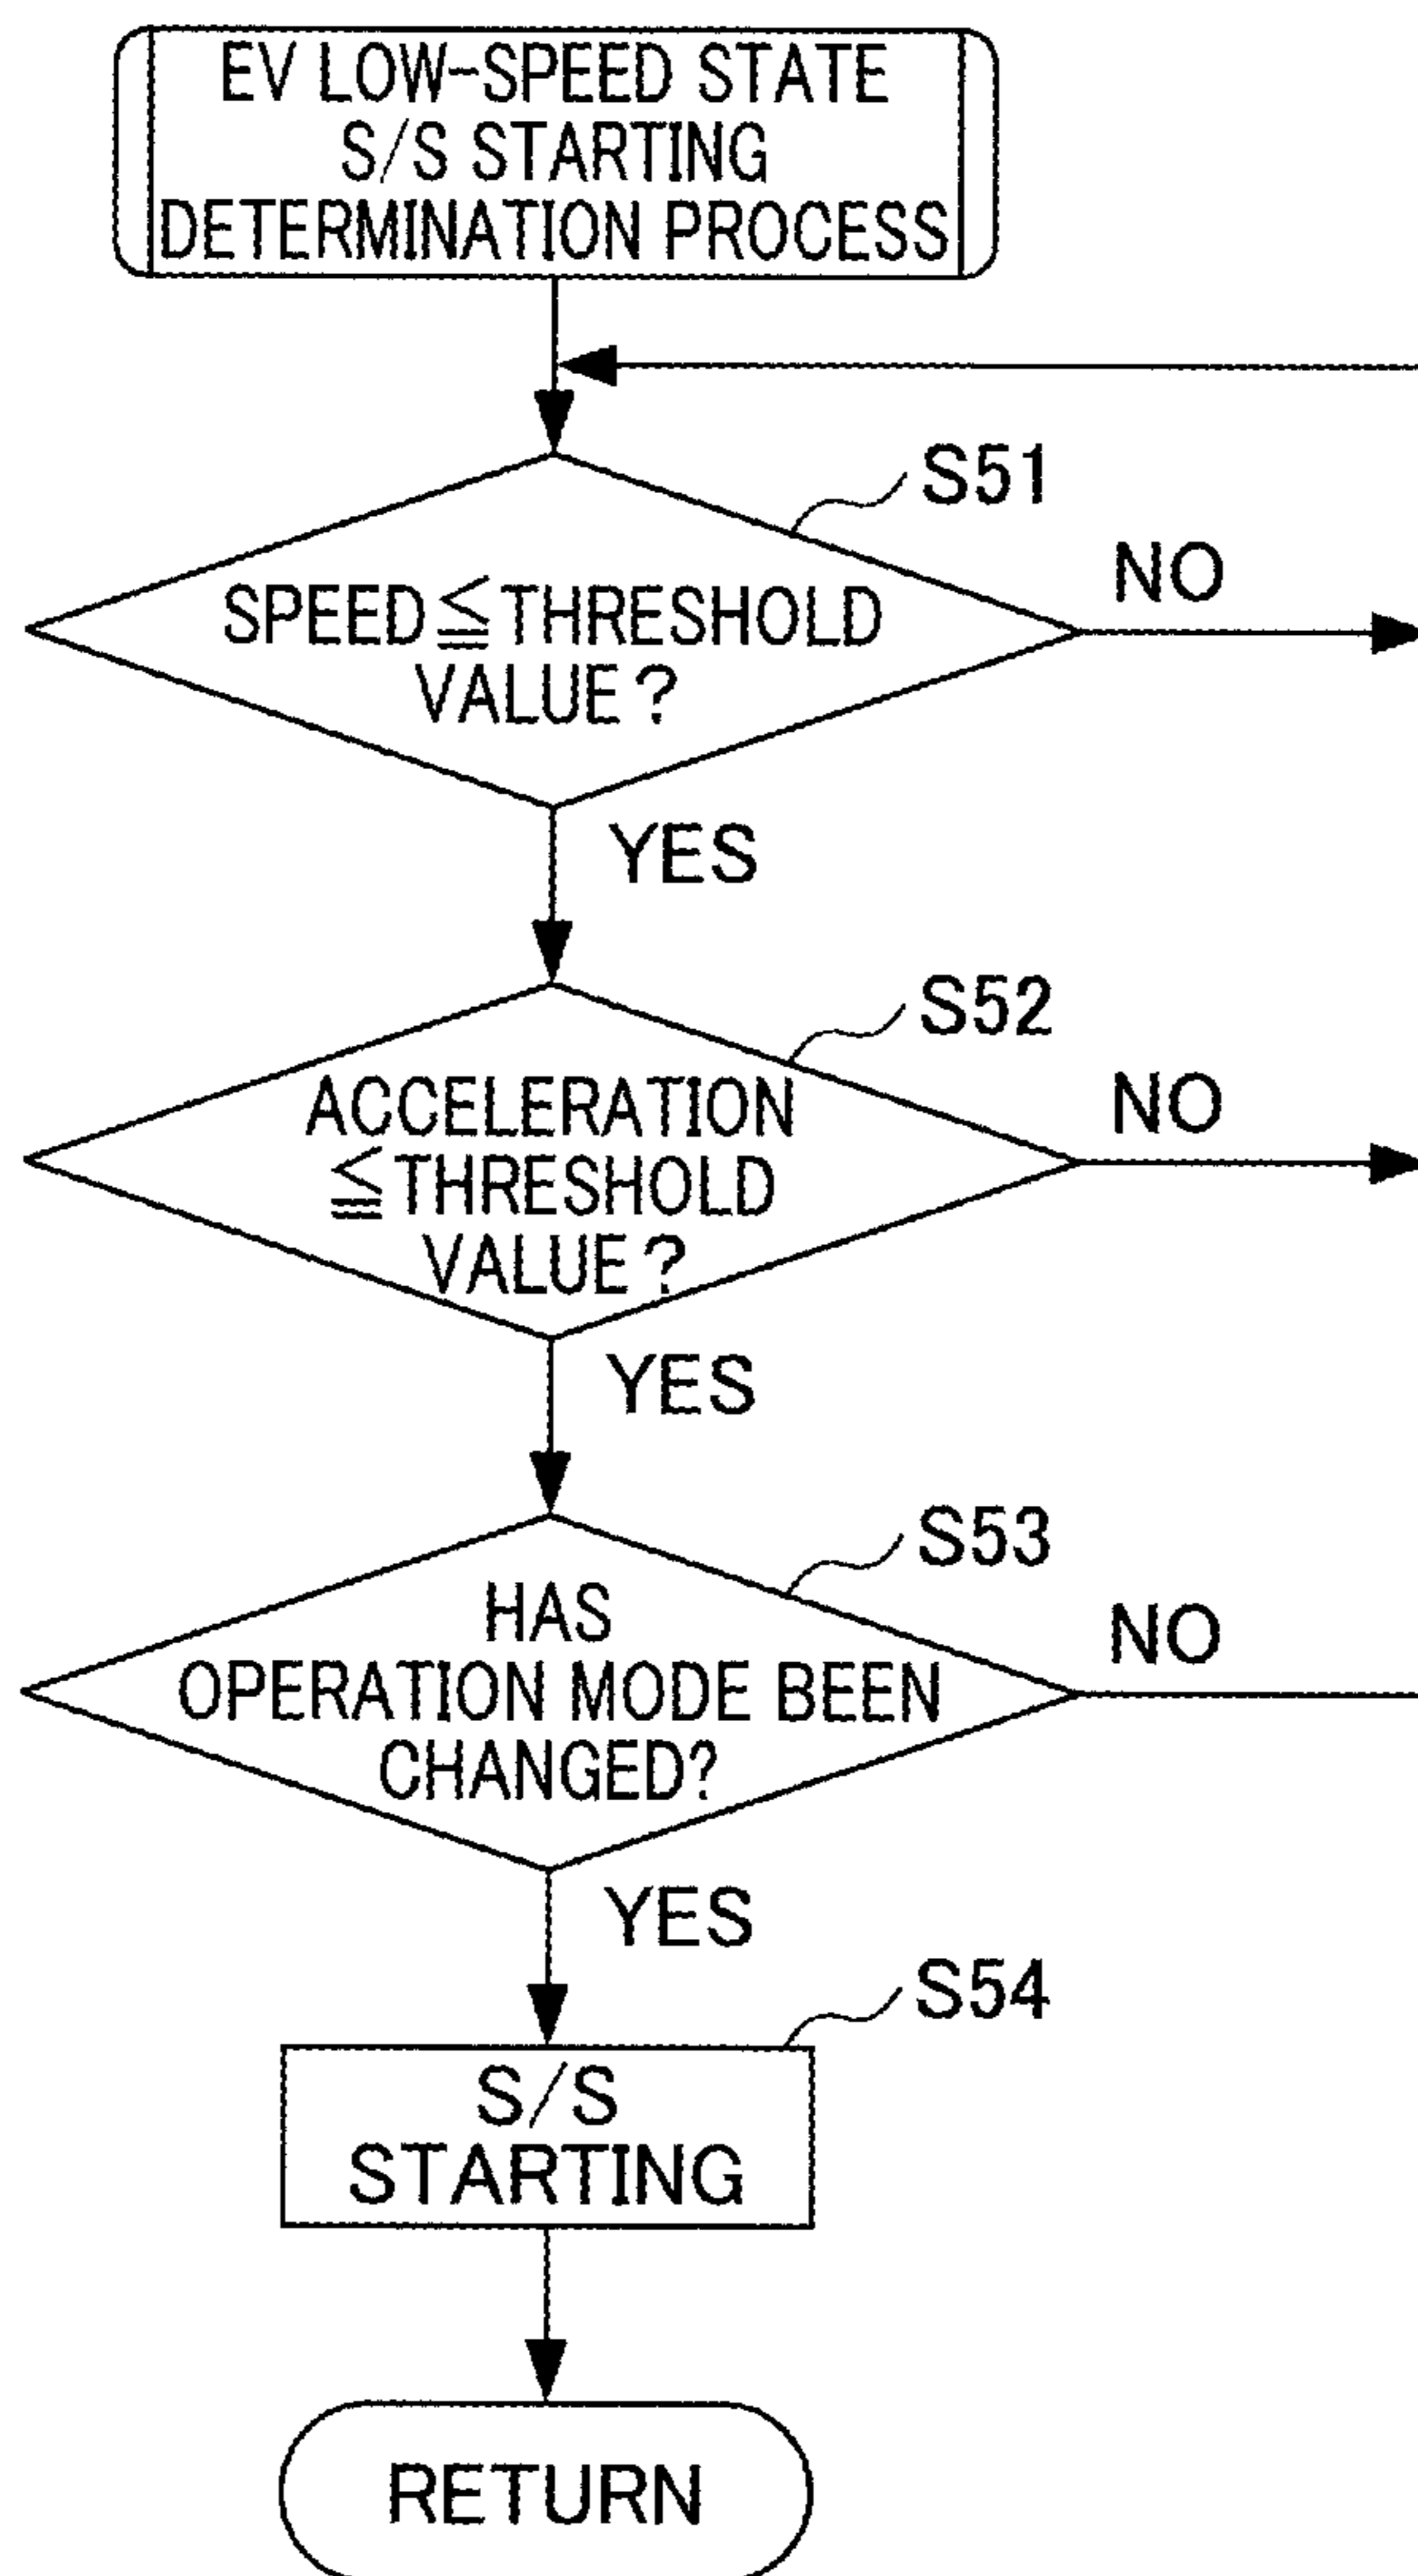 EV LOW-SPEED STATE
S/S STARTING
DETERMINATION PROCESS
S51
SPEED≦THRESHOLD
VALUE?
NO
YES
S52
ACCELERATION
≦THRESHOLD
VALUE?
NO
YES
S53
HAS
OPERATION MODE BEEN
CHANGED?
NO
YES
S54
S/S
STARTING
RETURN